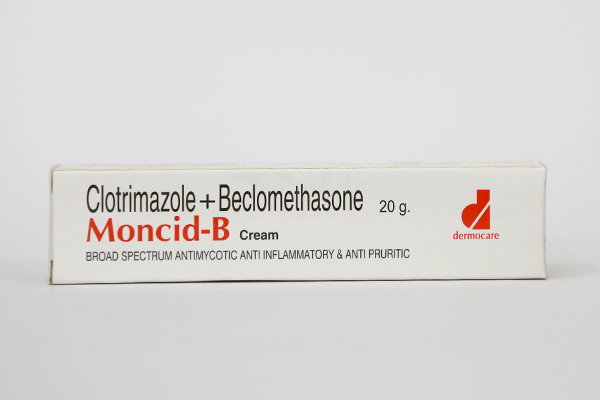 Clotrimazole + Beclomethasone 20 g.
Moncid-B Cream
BROAD SPECTRUM ANTIMYCOTIC ANTI INFLAMMATORY & ANTI PRURITIC
dermocare